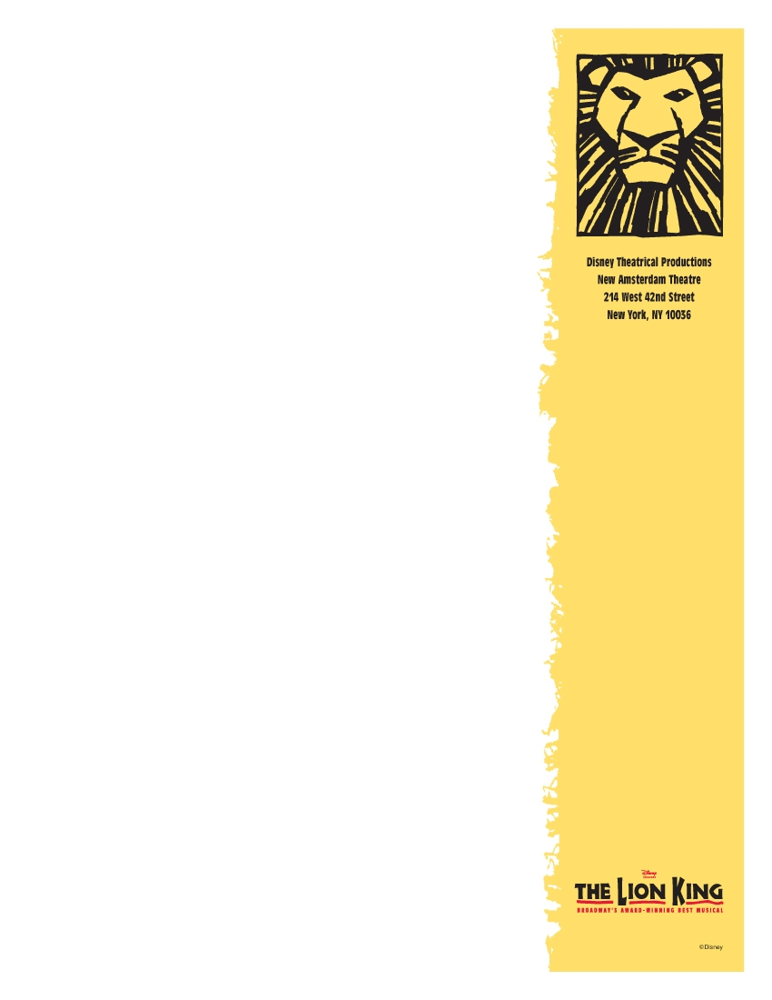 Disney Theatrical Productions
New Amsterdam Theatre
214 West 42nd Street
New York, NY 10036
Disney
THE LION KING
BROADWAY'S AWARD-WINNING BEST MUSICAL
©Disney